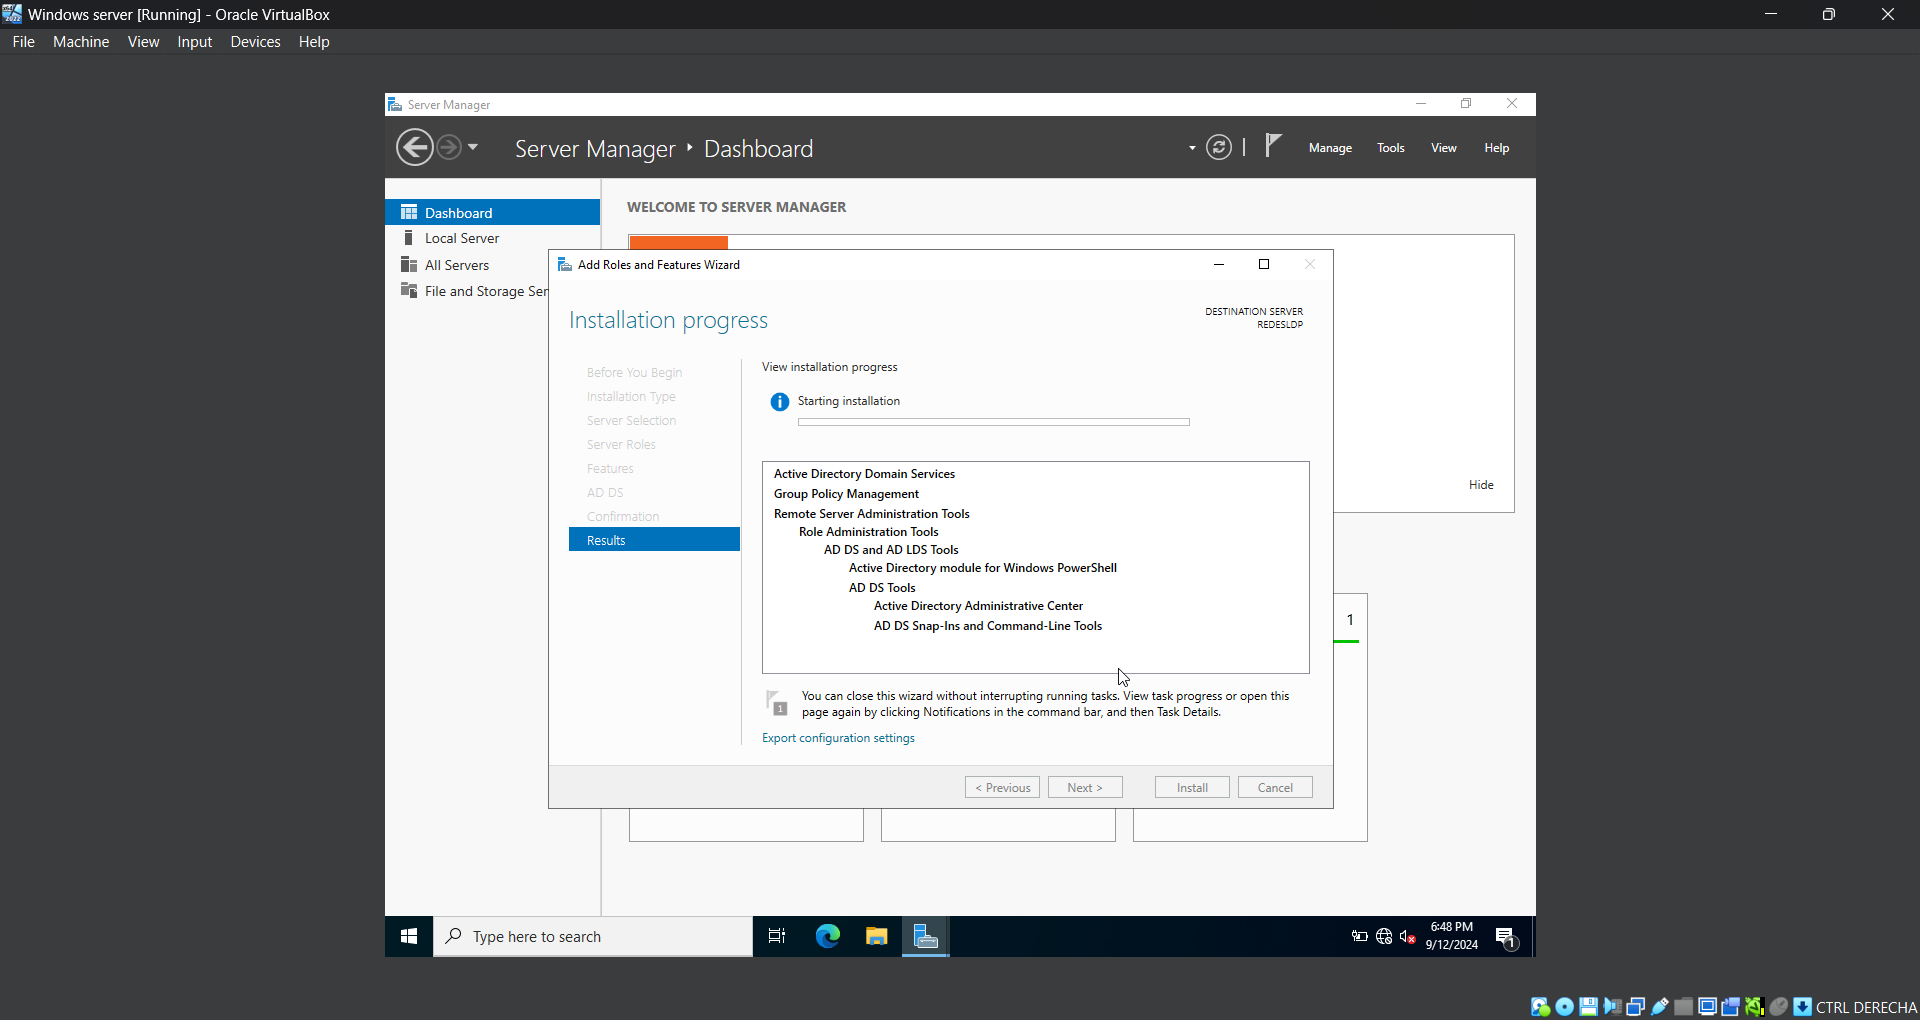 Windows server [Running] - Oracle VirtualBox
File Machine View Input Devices Help
Server Manager
Server Manager ‣ Dashboard
Manage Tools View Help
Dashboard
Local Server
All Servers
File and Storage Ser
WELCOME TO SERVER MANAGER
Add Roles and Features Wizard
Installation progress
DESTINATION SERVER
REDESLDP
Before You Begin
Installation Type
Server Selection
Server Roles
Features
AD DS
Confirmation
Results
View installation progress
Starting installation
Active Directory Domain Services
Group Policy Management
Remote Server Administration Tools
Role Administration Tools
AD DS and AD LDS Tools
Active Directory module for Windows PowerShell
AD DS Tools
Active Directory Administrative Center
AD DS Snap-Ins and Command-Line Tools
1
You can close this wizard without interrupting running tasks. View task progress or open this
page again by clicking Notifications in the command bar, and then Task Details.
Export configuration settings
< Previous Next > Install Cancel
Hide
1
Type here to search
6:48 PM
9/12/2024
1
CTRL DERECHA